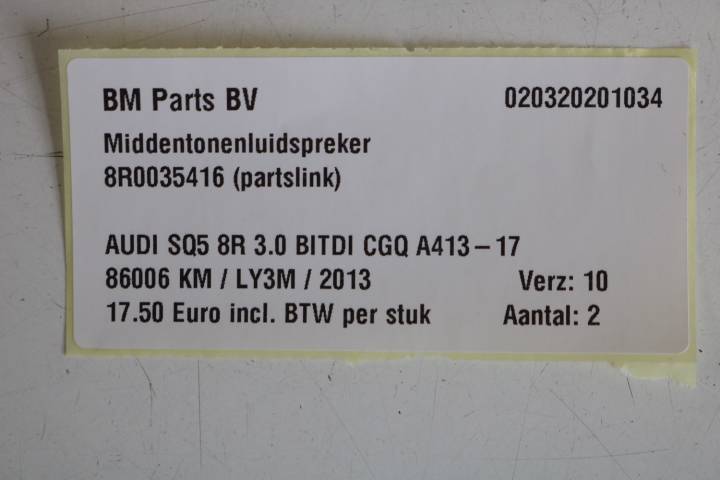 BM Parts BV 020320201034
Middentonenluidspreker
8R0035416 (partslink)
AUDI SQ5 8R 3.0 BITDI CGQ A413-17
86006 KM / LY3M / 2013 Verz: 10
17.50 Euro incl. BTW per stuk Aantal: 2